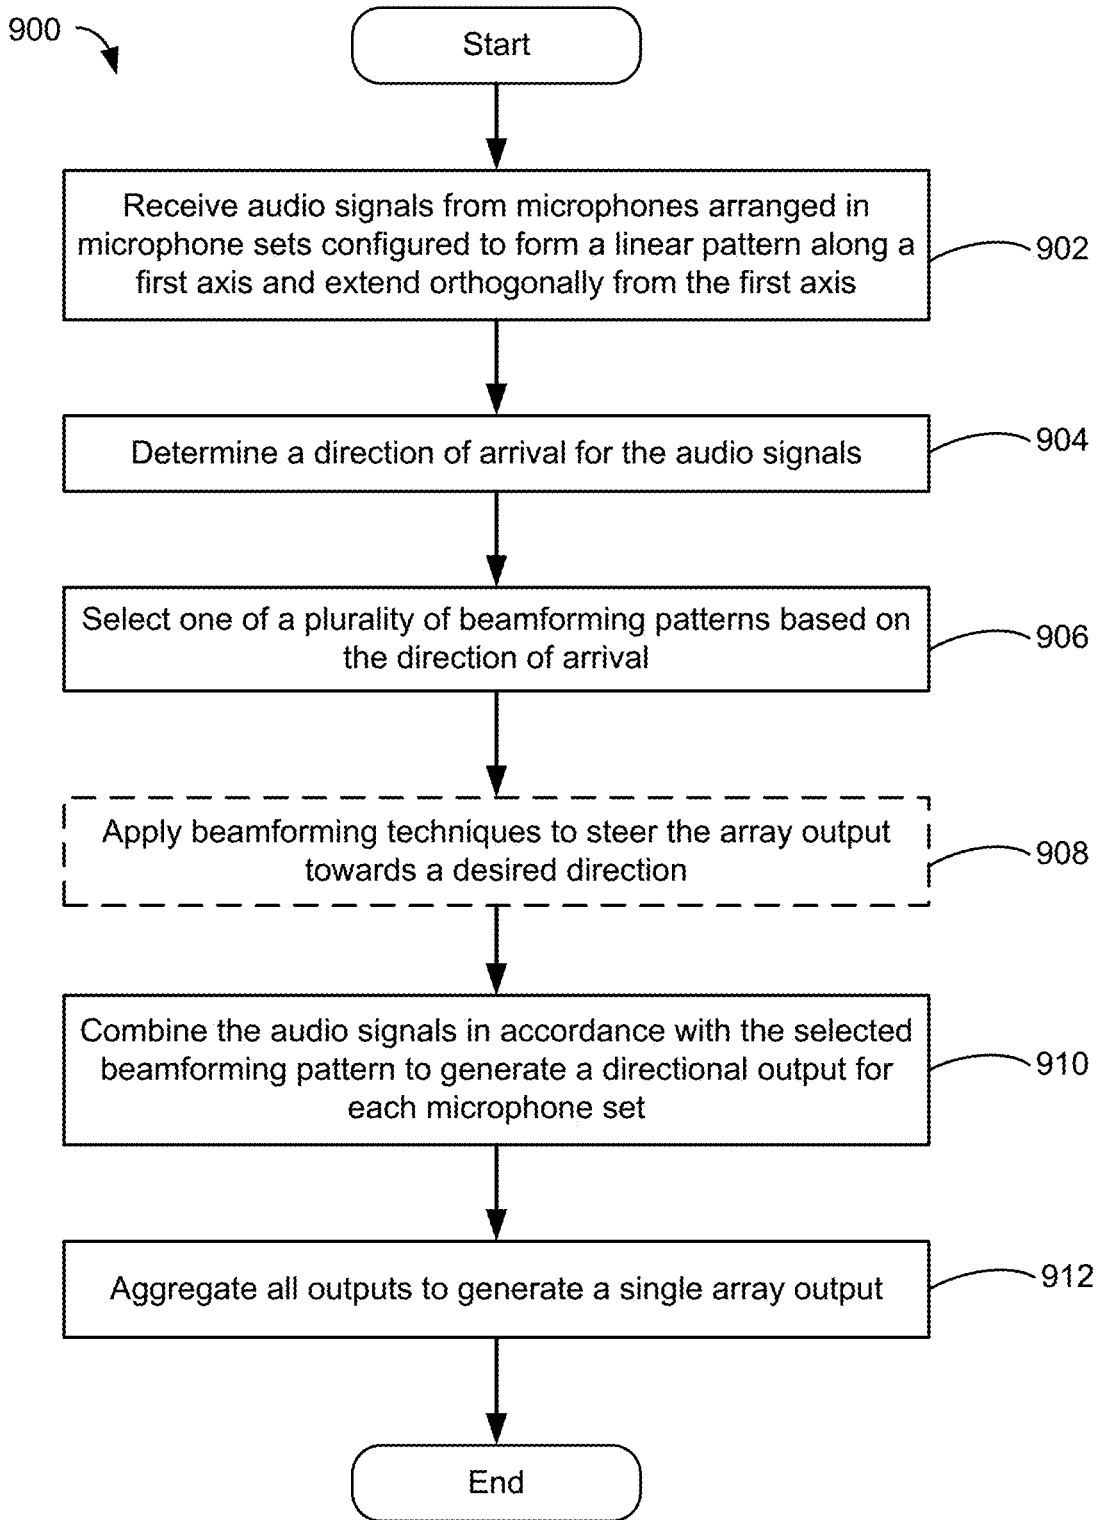 900
Start
Receive audio signals from microphones arranged in
microphone sets configured to form a linear pattern along a
first axis and extend orthogonally from the first axis
902
Determine a direction of arrival for the audio signals
904
Select one of a plurality of beamforming patterns based on
the direction of arrival
906
Apply beamforming techniques to steer the array output
towards a desired direction
908
Combine the audio signals in accordance with the selected
beamforming pattern to generate a directional output for
each microphone set
910
Aggregate all outputs to generate a single array output
912
End